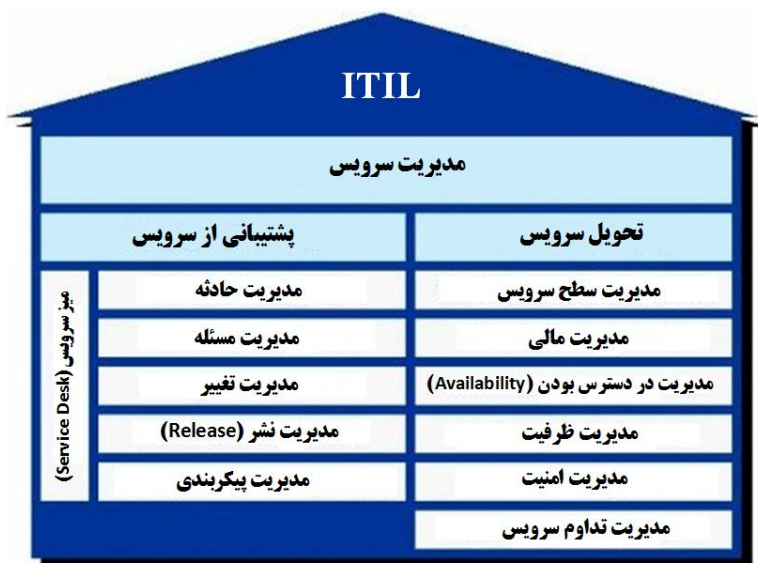 ITIL
مدیریت سرویس
تحویل سرویس
مدیریت سطح سرویس
مدیریت مالی
مدیریت در دسترس بودن (Availability)
مدیریت ظرفیت
مدیریت امنیت
مدیریت تداوم سرویس
پشتیبانی از سرویس
مدیریت حادثه
مدیریت مسئله
مدیریت تغییر
مدیریت نشر (Release)
مدیریت پیکربندی
میز سرویس (Service Desk)